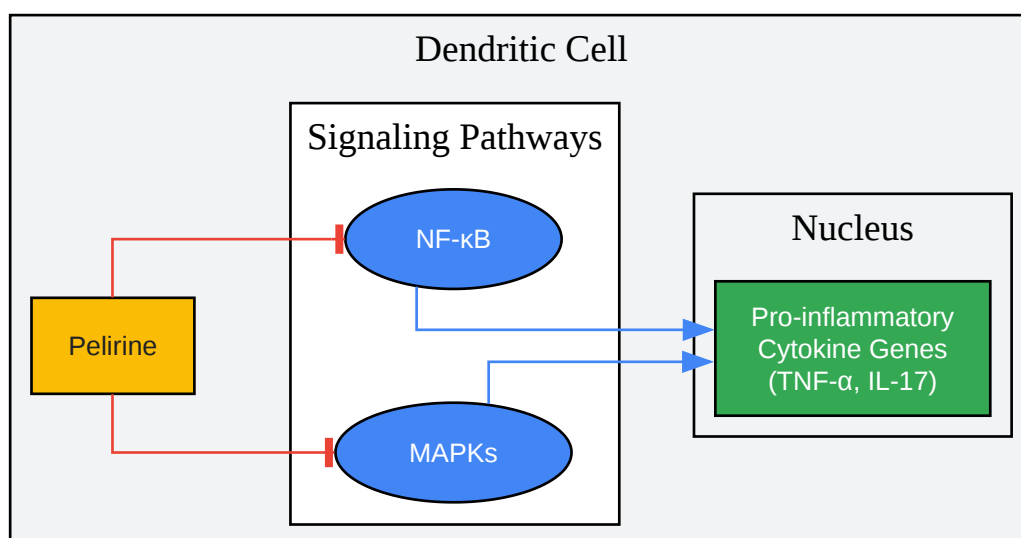 Dendritic Cell
Signaling Pathways
NF-κB
Nucleus
Pelirine
Pro-inflammatory
Cytokine Genes
(TNF-α, IL-17)
MAPKs